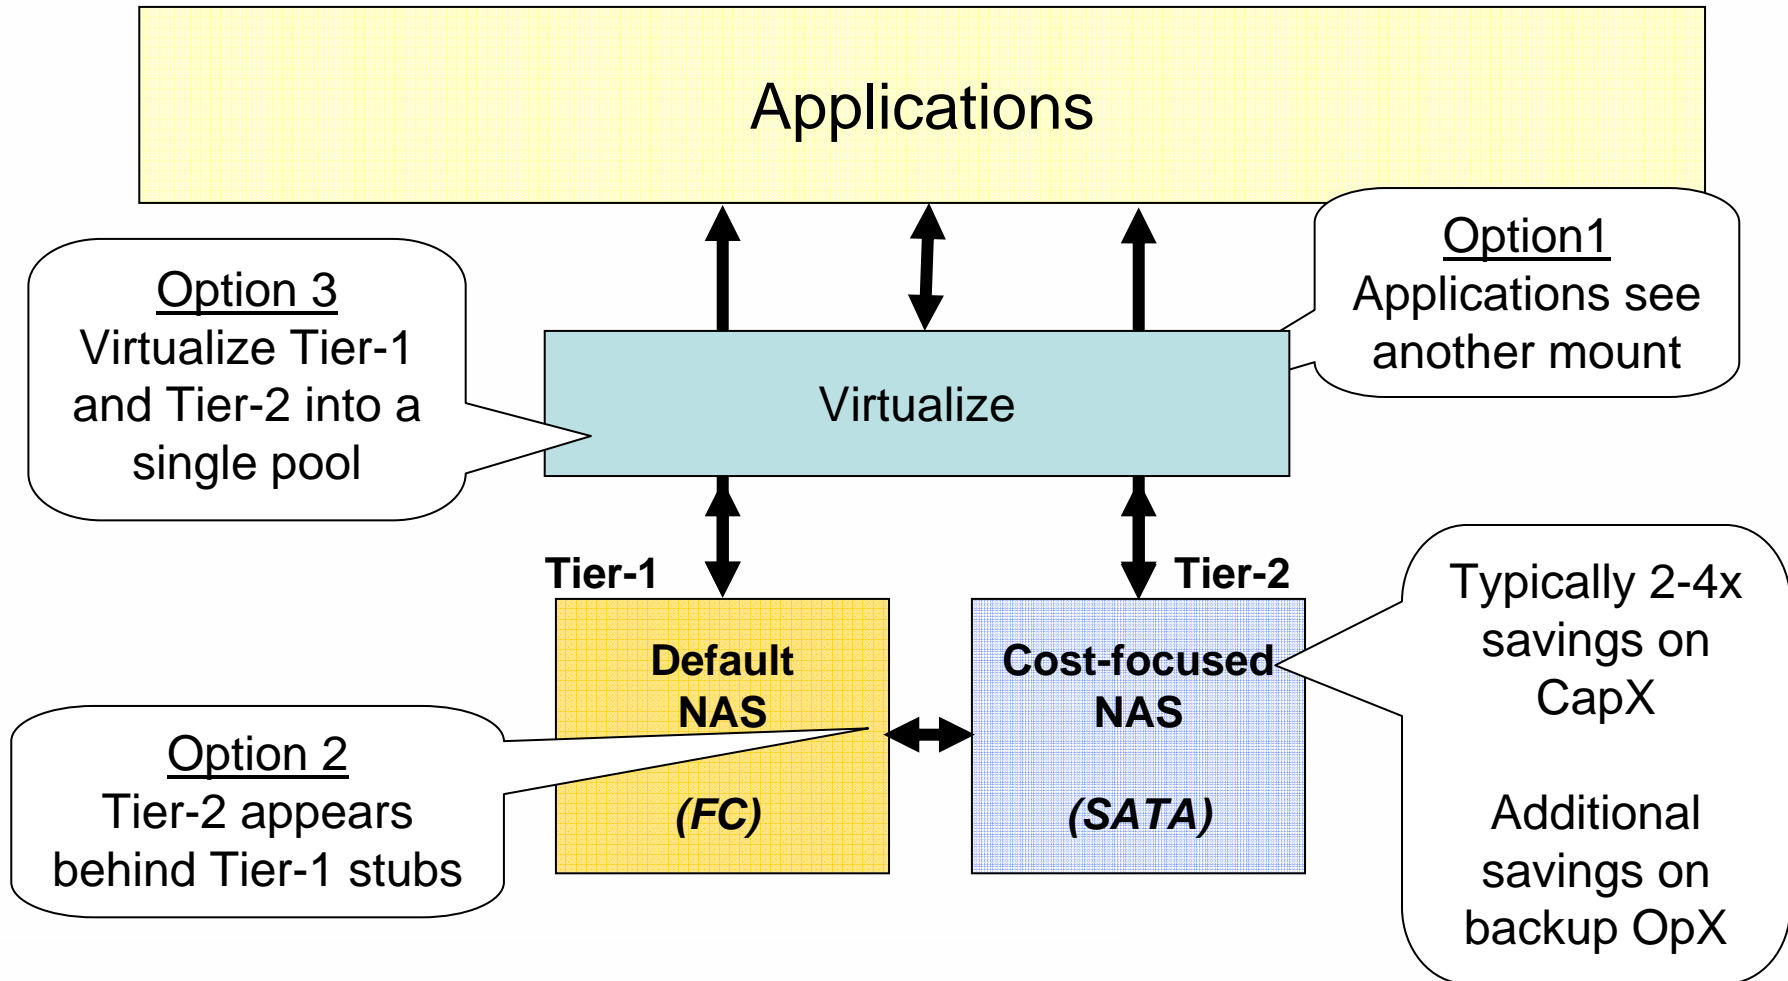 Applications
Option1
Applications see
another mount
Option 3
Virtualize Tier-1
and Tier-2 into a
single pool
Virtualize
Tier-1
Tier-2
Default
NAS
(FC)
Cost-focused
NAS
(SATA)
Option 2
Tier-2 appears
behind Tier-1 stubs
Typically 2-4x
savings on
CapX
Additional
savings on
backup OpX